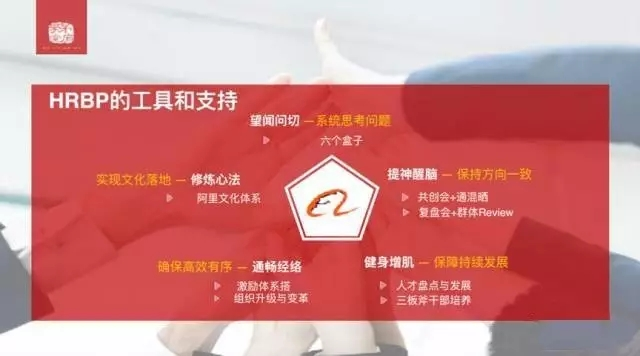 HRBP的工具和支持
望闻问切 — 系统思考问题
六个盒子
实现文化落地 — 修炼心法
阿里文化体系
提神醒脑 — 保持方向一致
共创会+通混晒
复盘会+群体Review
确保高效有序 — 通畅经络
激励体系搭
组织升级与变革
健身增肌 — 保障持续发展
人才盘点与发展
三板斧干部培养